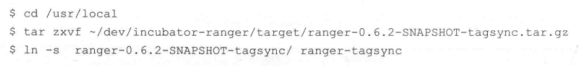 $ cd /usr/local
$ tar zxvf ~/dev/incubator-ranger/target/ranger-0.6.2-SNAPSHOT-tagsync.tar.gz
$ ln -s ranger-0.6.2-SNAPSHOT-tagsync/ ranger-tagsync